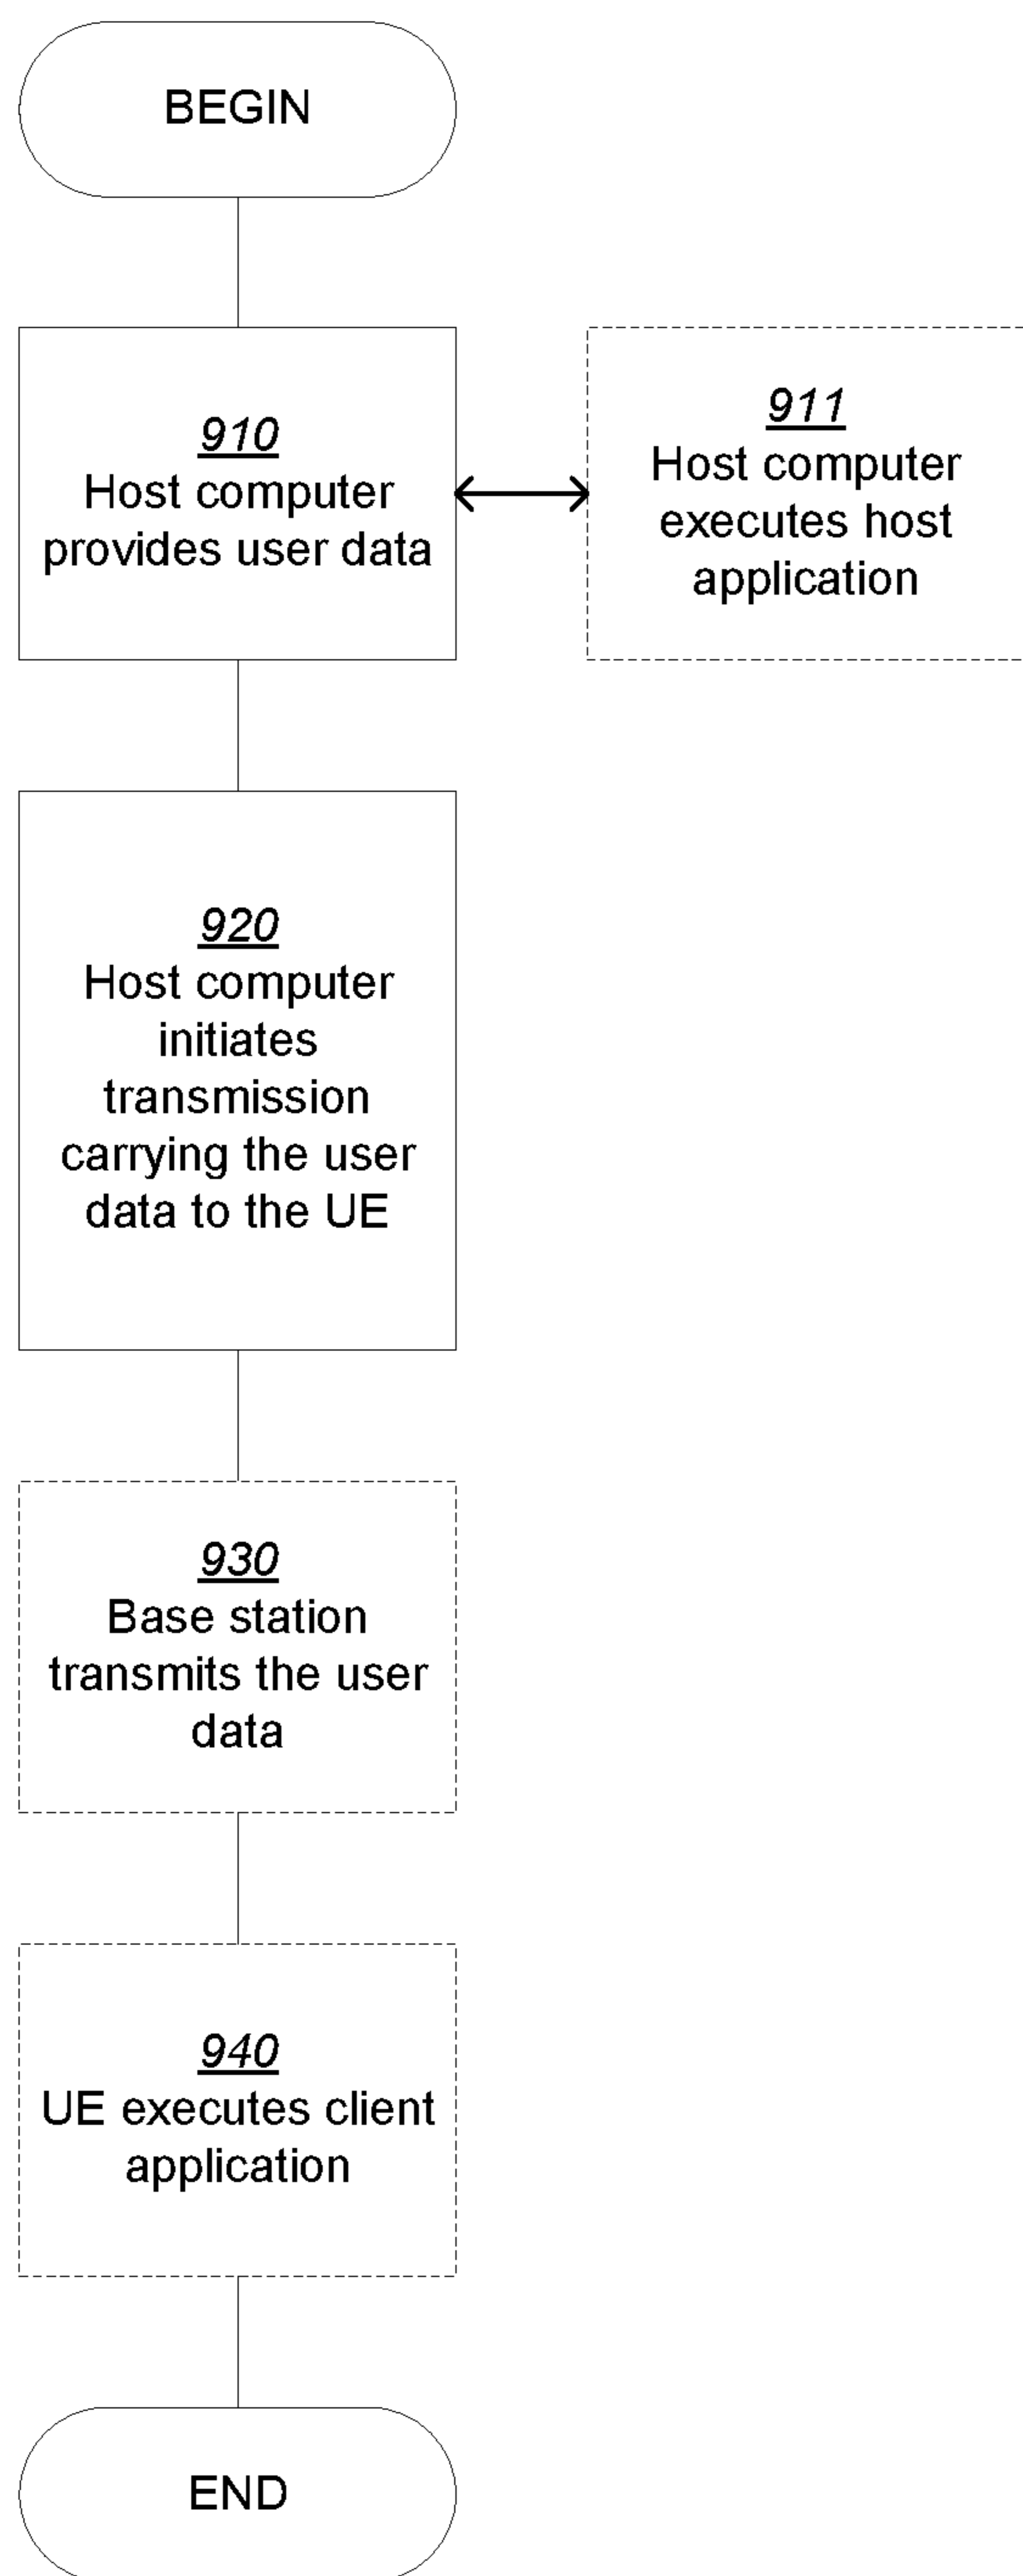 BEGIN
910
Host computer
provides user data
911
Host computer
executes host
application
920
Host computer
initiates
transmission
carrying the user
data to the UE
930
Base station
transmits the user
data
940
UE executes client
application
END